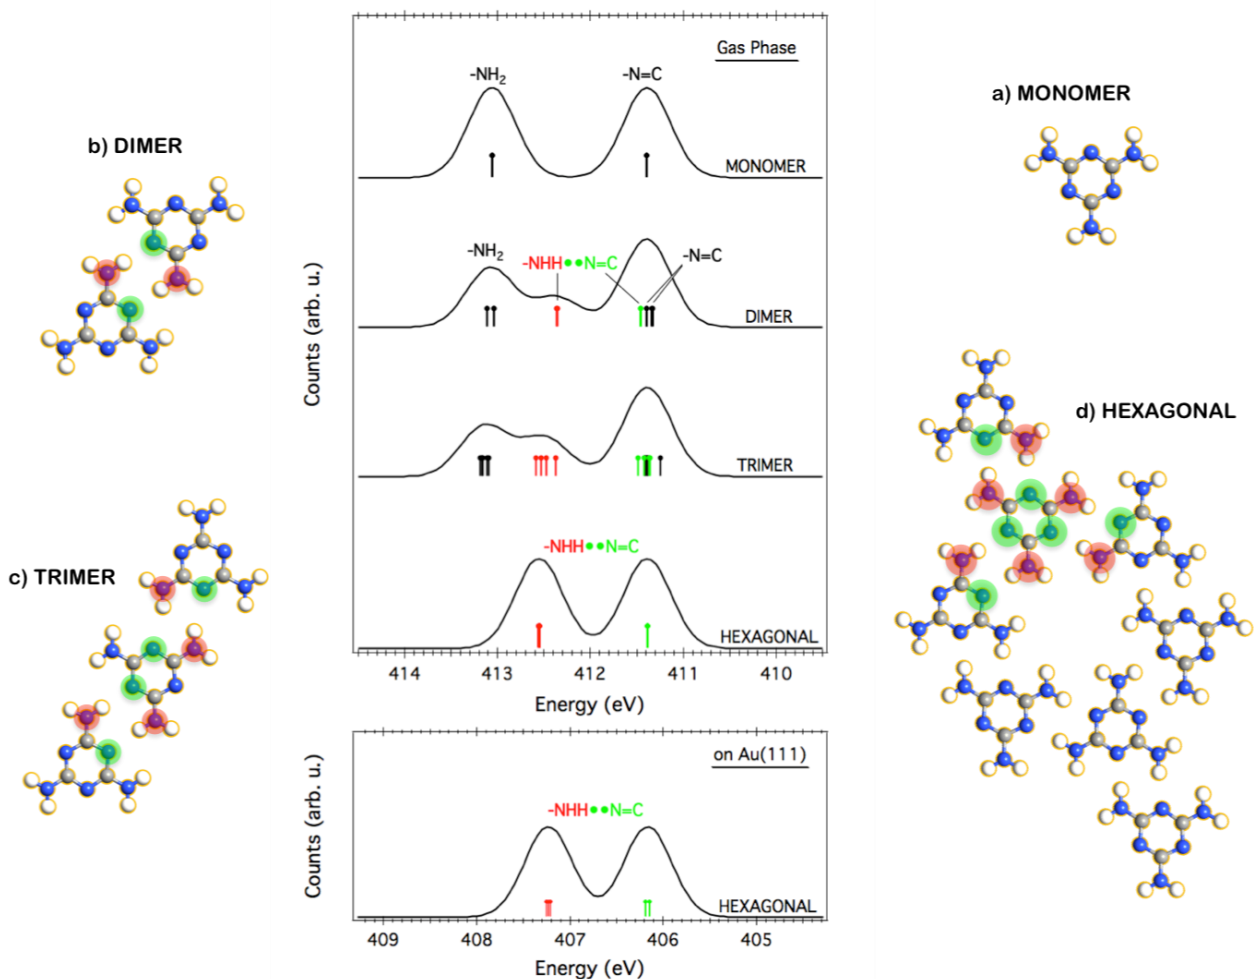 Gas Phase
-NH2
-N=C
MONOMER
-NH2
-NHH●●N=C
-N=C
DIMER
TRIMER
-NHH●●N=C
HEXAGONAL
414 413 412 411 410
Energy (eV)
Counts (arb. u.)
on Au(111)
-NHH●●N=C
HEXAGONAL
409 408 407 406 405
Energy (eV)
Counts (arb. u.)
a) MONOMER
b) DIMER
c) TRIMER
d) HEXAGONAL